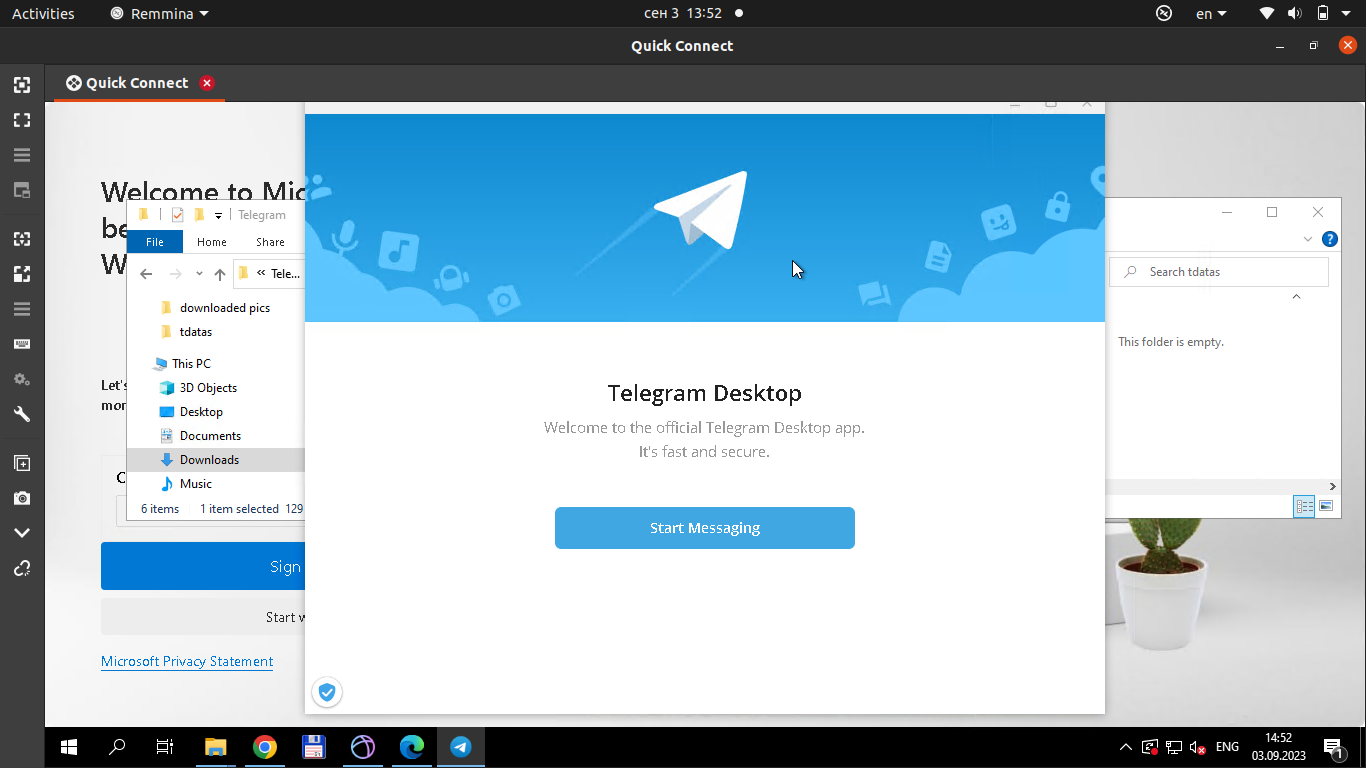 Activities
Remmina
сен 3 13:52
en
Quick Connect
Quick Connect
Welcome to Mic
be
W
Let's
mor
Sign
Start w
Microsoft Privacy Statement
Telegram
File
Home
Share
« Tele...
downloaded pics
tdatas
This PC
3D Objects
Desktop
Documents
Downloads
Music
6 items
1 item selected 129
Telegram Desktop
Welcome to the official Telegram Desktop app.
It's fast and secure.
Start Messaging
Search tdatas
This folder is empty.
ENG
14:52
03.09.2023
1